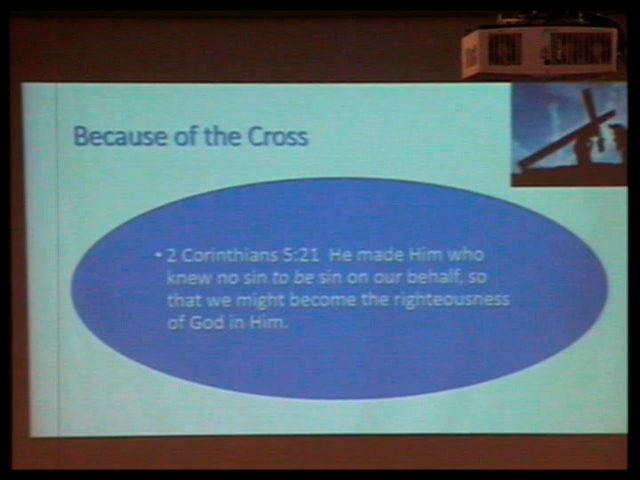 Because of the Cross
• 2 Corinthians 5:21 He made Him who
knew no sin to be sin on our behalf, so
that we might become the righteousness
of God in Him.